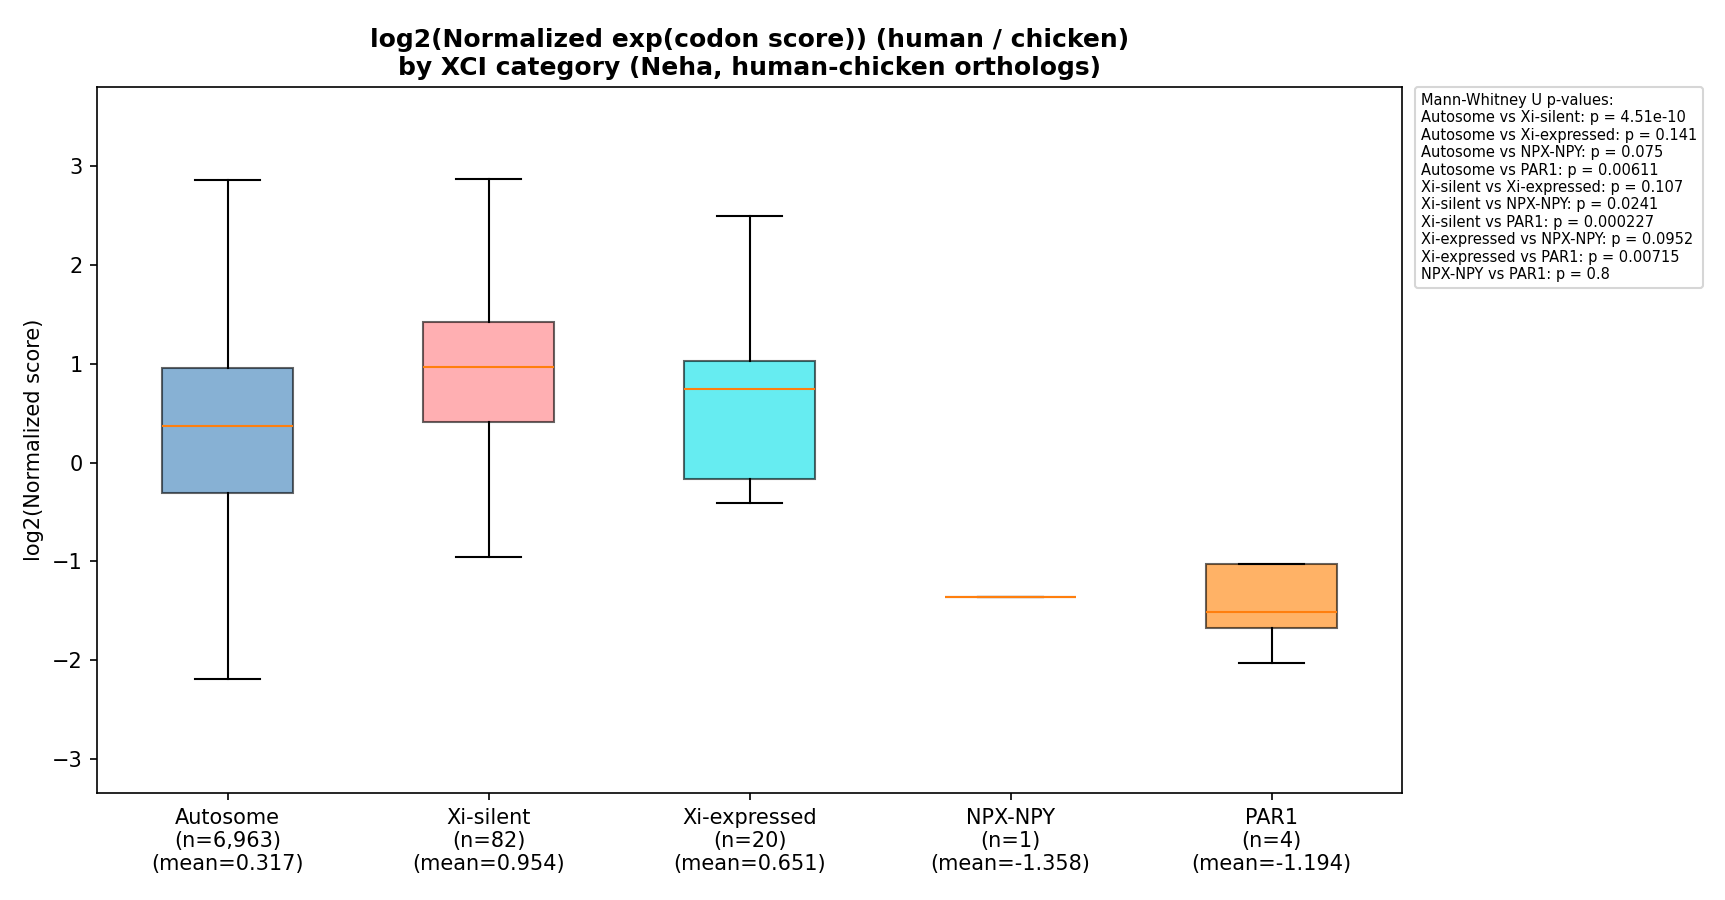 log2(Normalized exp(codon score)) (human / chicken)
by XCI category (Neha, human-chicken orthologs)
Mann-Whitney U p-values:
Autosome vs Xi-silent: p = 4.51e-10
Autosome vs Xi-expressed: p = 0.141
Autosome vs NPX-NPY: p = 0.075
Autosome vs PAR1: p = 0.00611
Xi-silent vs Xi-expressed: p = 0.107
Xi-silent vs NPX-NPY: p = 0.0241
Xi-silent vs PAR1: p = 0.000227
Xi-expressed vs NPX-NPY: p = 0.0952
Xi-expressed vs PAR1: p = 0.00715
NPX-NPY vs PAR1: p = 0.8
log2(Normalized score)
3
2
1
0
−1
−2
−3
Autosome
(n=6,963)
(mean=0.317)
Xi-silent
(n=82)
(mean=0.954)
Xi-expressed
(n=20)
(mean=0.651)
NPX-NPY
(n=1)
(mean=-1.358)
PAR1
(n=4)
(mean=-1.194)